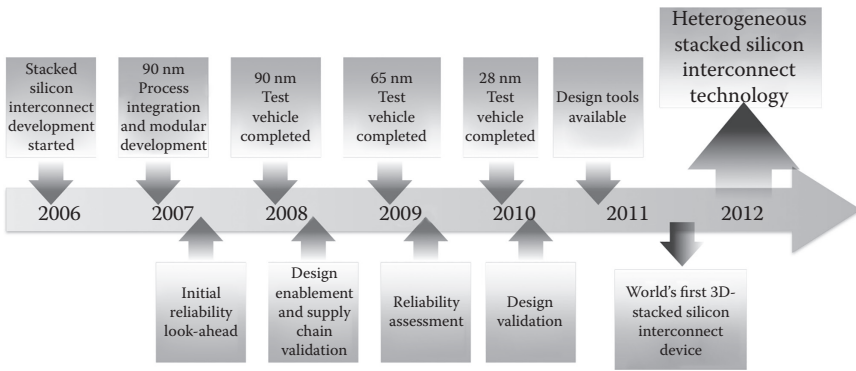 Stacked
silicon
interconnect
development
started
90 nm
Process
integration
and modular
development
90 nm
Test
vehicle
completed
65 nm
Test
vehicle
completed
28 nm
Test
vehicle
completed
Design tools
available
Heterogeneous
stacked silicon
interconnect
technology
2006
2007
2008
2009
2010
2011
2012
Initial
reliability
look-ahead
Design
enablement
and supply
chain
validation
Reliability
assessment
Design
validation
World's first 3D-
stacked silicon
interconnect
device